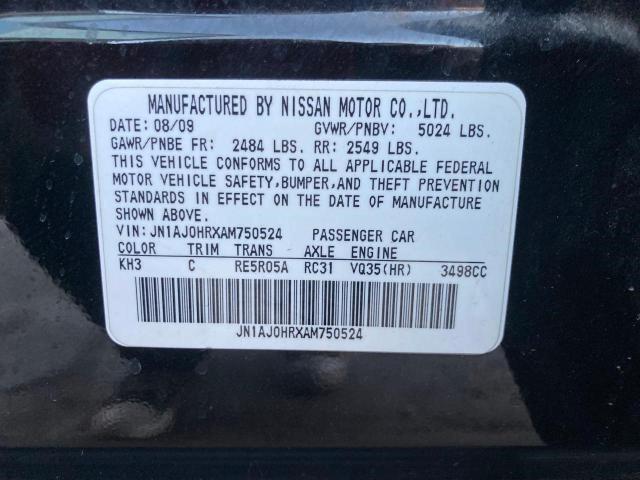 MANUFACTURED BY NISSAN MOTOR CO.,LTD.
DATE: 08/09 GVWR/PNBV: 5024 LBS.
GAWR/PNBE FR: 2484 LBS. RR: 2549 LBS.
THIS VEHICLE CONFORMS TO ALL APPLICABLE FEDERAL
MOTOR VEHICLE SAFETY,BUMPER,AND THEFT PREVENTION
STANDARDS IN EFFECT ON THE DATE OF MANUFACTURE
SHOWN ABOVE.
VIN: JN1AJ0HRXAM750524 PASSENGER CAR
COLOR TRIM TRANS AXLE ENGINE
KH3 C RE5R05A RC31 VQ35(HR) 3498CC
JN1AJ0HRXAM750524